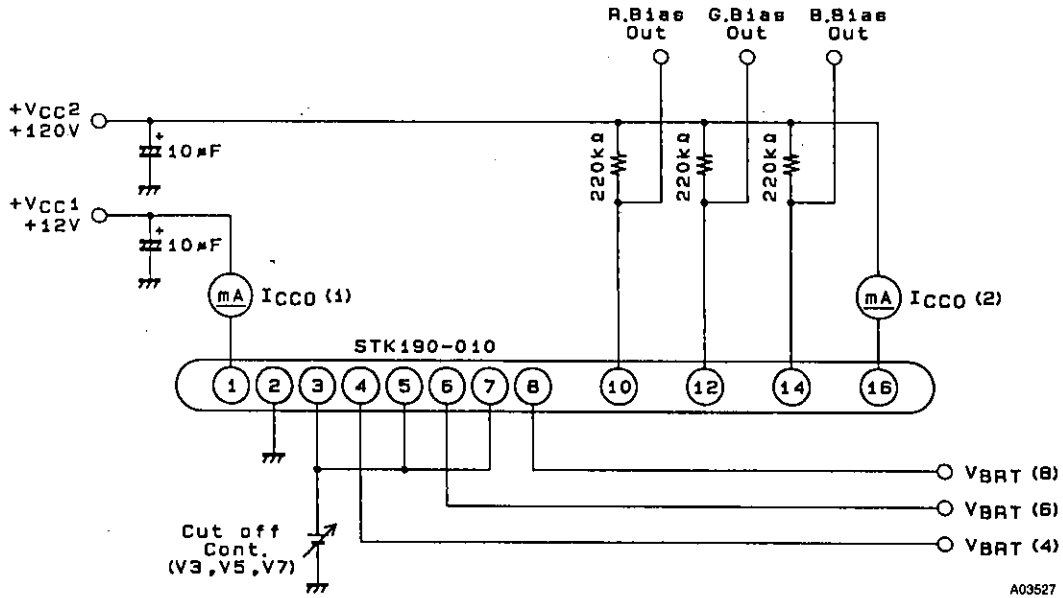 R.Bias Out
G.Bias Out
B.Bias Out
+VCC2
+120V
10µF
220kΩ
220kΩ
220kΩ
+VCC1
+12V
10µF
mA
ICCO (1)
mA
ICCO (2)
STK190-010
1 2 3 4 5 6 7 8 10 12 14 16
VBRT (8)
VBRT (6)
VBRT (4)
Cut off
Cont.
(V3,V5,V7)
A03527